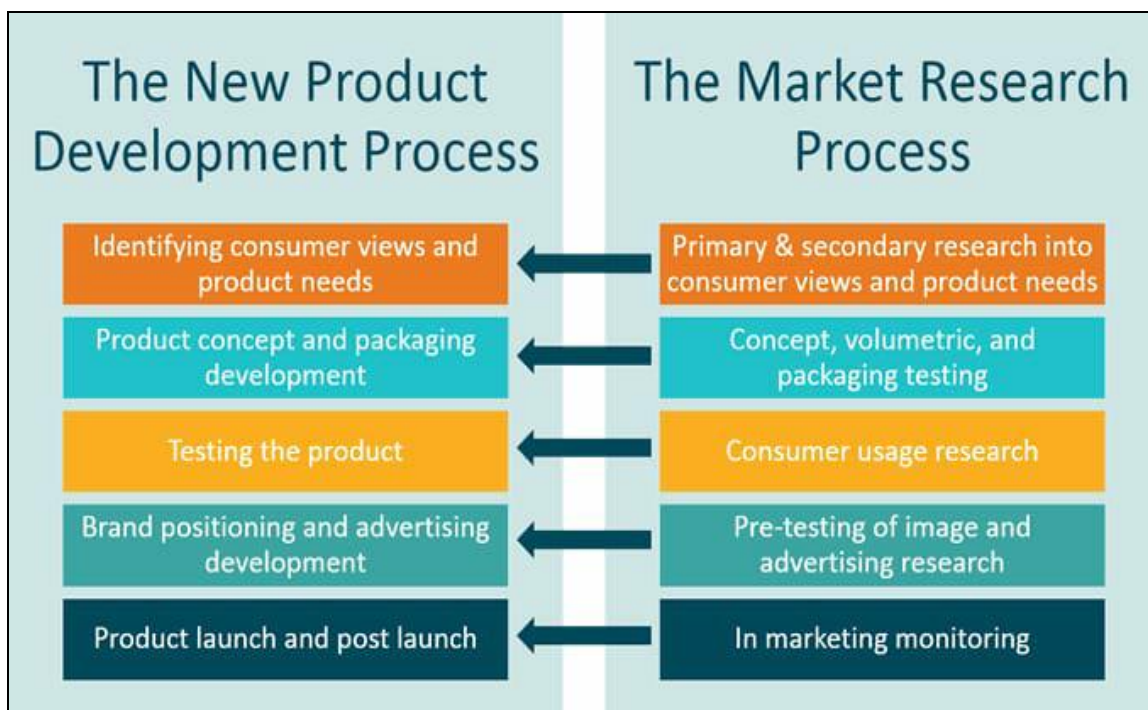 The New Product
Development Process
Identifying consumer views and
product needs
Product concept and packaging
development
Testing the product
Brand positioning and advertising
development
Product launch and post launch
The Market Research
Process
Primary & secondary research into
consumer views and product needs
Concept, volumetric, and
packaging testing
Consumer usage research
Pre-testing of image and
advertising research
In marketing monitoring